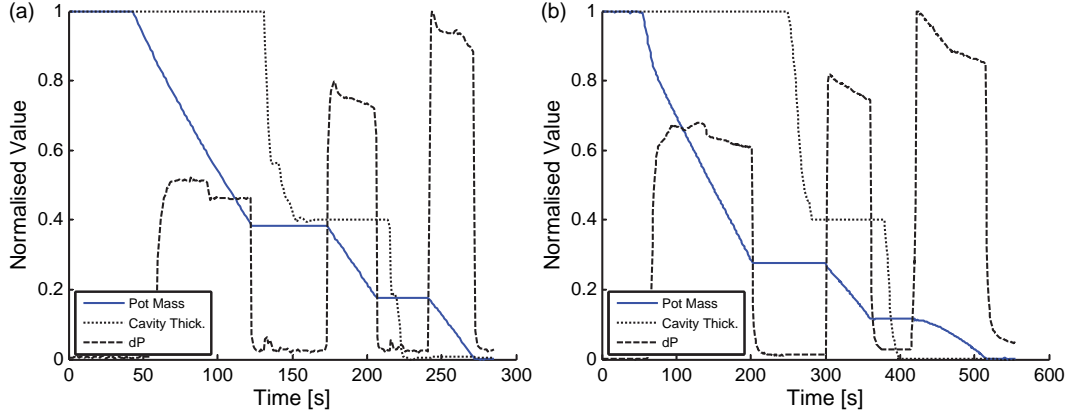 (a)
Normalised Value
1
0.8
0.6
0.4
0.2
0
Pot Mass
Cavity Thick.
dP
0 50 100 150 200 250 300
Time [s]
(b)
Normalised Value
1
0.8
0.6
0.4
0.2
0
Pot Mass
Cavity Thick.
dP
0 100 200 300 400 500 600
Time [s]